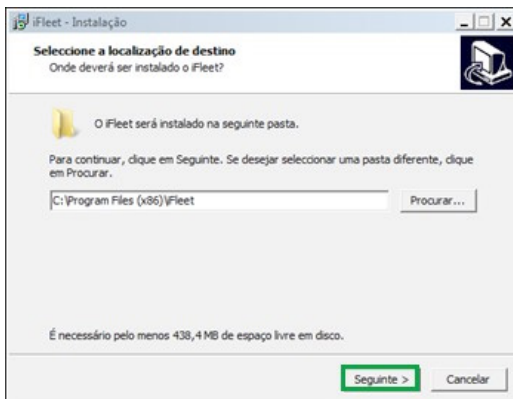 iFleet - Instalação
Seleccione a localização de destino
Onde deverá ser instalado o iFleet?
O iFleet será instalado na seguinte pasta.
Para continuar, clique em Seguinte. Se desejar seleccionar uma pasta diferente, clique
em Procurar.
C:\Program Files (x86)\iFleet
Procurar...
É necessário pelo menos 438,4 MB de espaço livre em disco.
Seguinte >
Cancelar